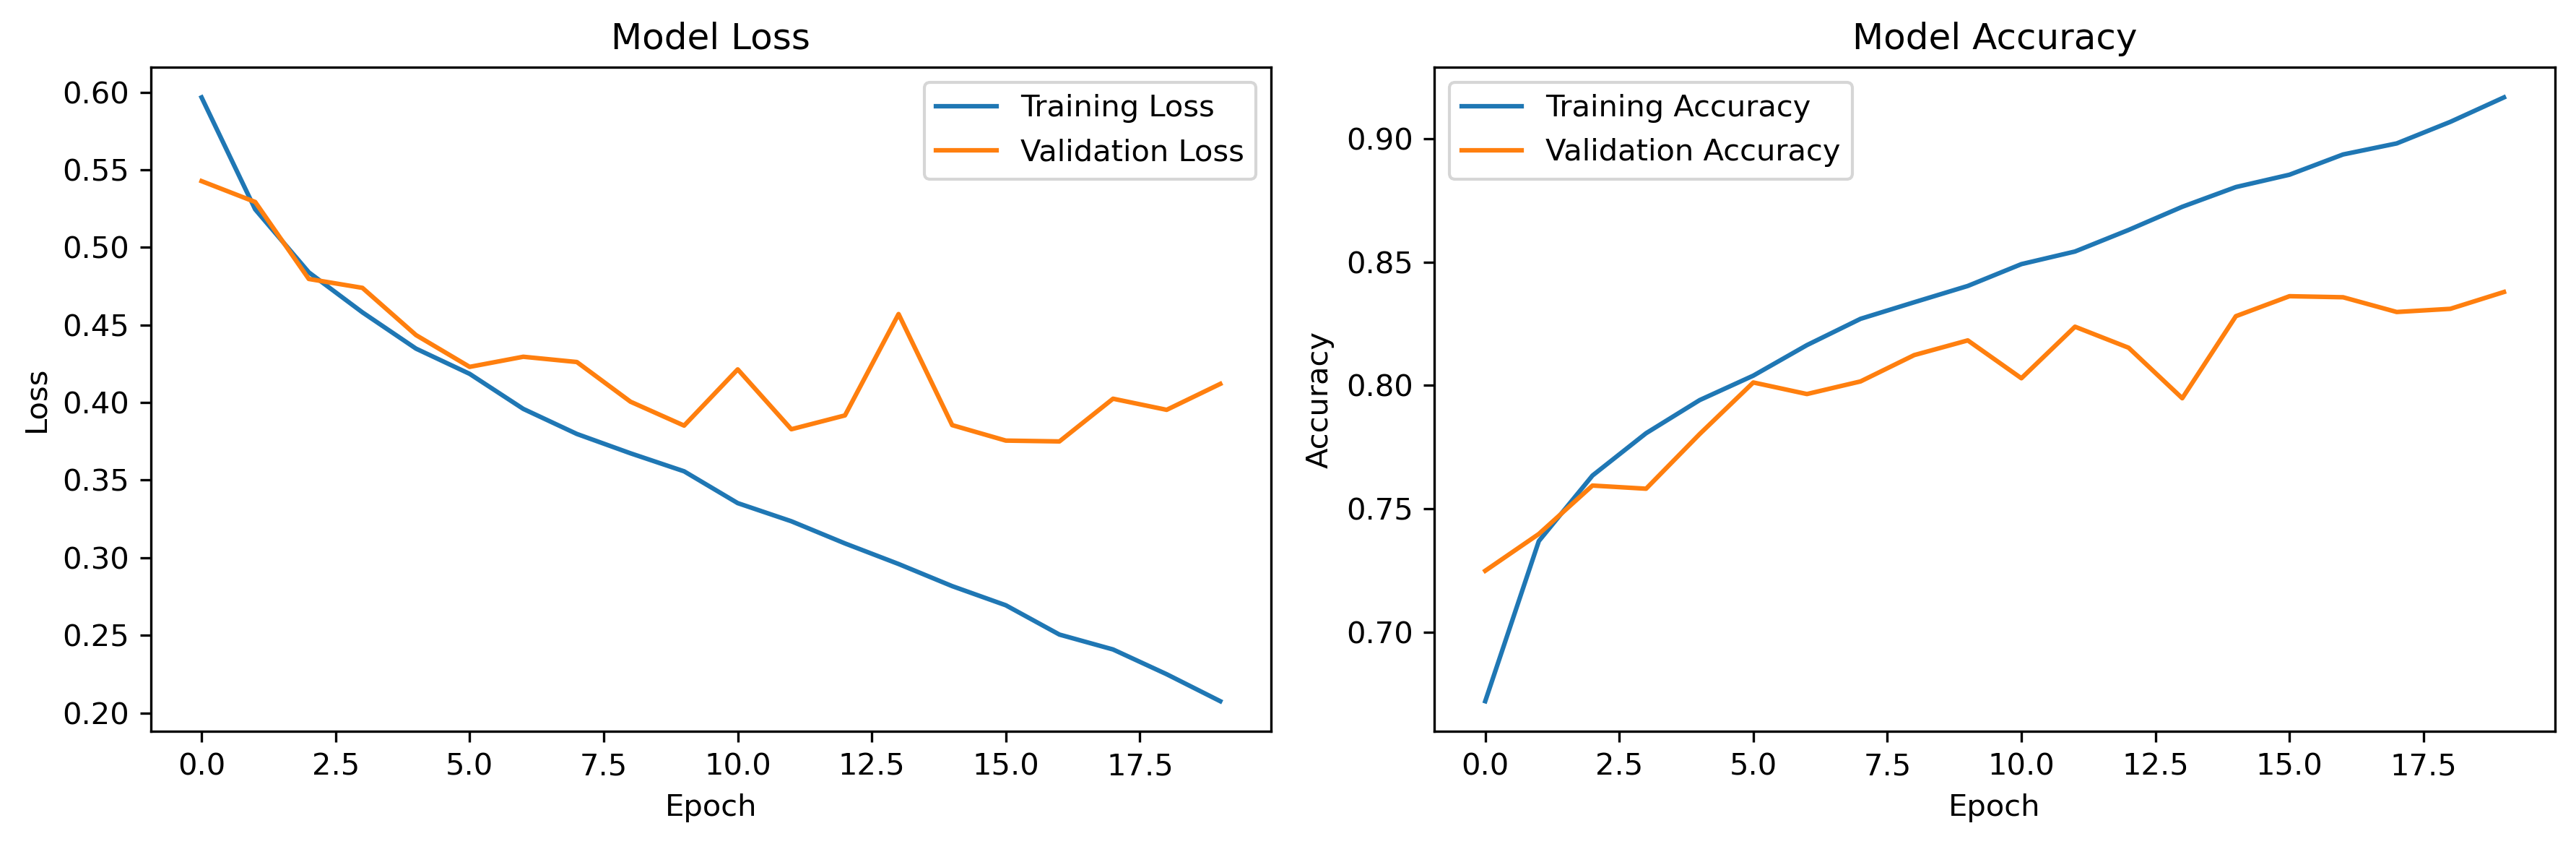 Model Loss
0.60
0.55
0.50
0.45
0.40
0.35
0.30
0.25
0.20
Loss
Training Loss
Validation Loss
0.0 2.5 5.0 7.5 10.0 12.5 15.0 17.5
Epoch
Model Accuracy
0.90
0.85
0.80
0.75
0.70
Accuracy
Training Accuracy
Validation Accuracy
0.0 2.5 5.0 7.5 10.0 12.5 15.0 17.5
Epoch